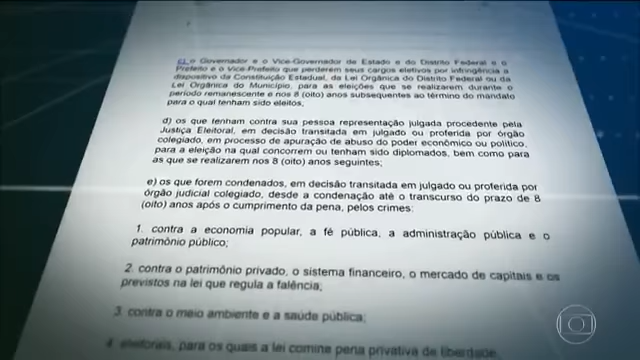 c) o Governador e o Vice-Governador de Estado e do Distrito Federal e o
Prefeito e o Vice-Prefeito que perderem seus cargos eletivos por infringência a
dispositivo da Constituição Estadual, da Lei Orgânica do Distrito Federal ou da
Lei Orgânica do Município, para as eleições que se realizarem durante o
período remanescente e nos 8 (oito) anos subsequentes ao término do mandato
para o qual tenham sido eleitos;
d) os que tenham contra sua pessoa representação julgada procedente pela
Justiça Eleitoral, em decisão transitada em julgado ou proferida por órgão
colegiado, em processo de apuração de abuso do poder econômico ou político,
para a eleição na qual concorrem ou tenham sido diplomados, bem como para
as que se realizarem nos 8 (oito) anos seguintes;
e) os que forem condenados, em decisão transitada em julgado ou proferida por
órgão judicial colegiado, desde a condenação até o transcurso do prazo de 8
(oito) anos após o cumprimento da pena, pelos crimes:
1. contra a economia popular, a fé pública, a administração pública e o
patrimônio público;
2. contra o patrimônio privado, o sistema financeiro, o mercado de capitais e os
previstos na lei que regula a falência;
3. contra o meio ambiente e a saúde pública;
4. eleitorais, para os quais a lei comine pena privativa de liberdade;